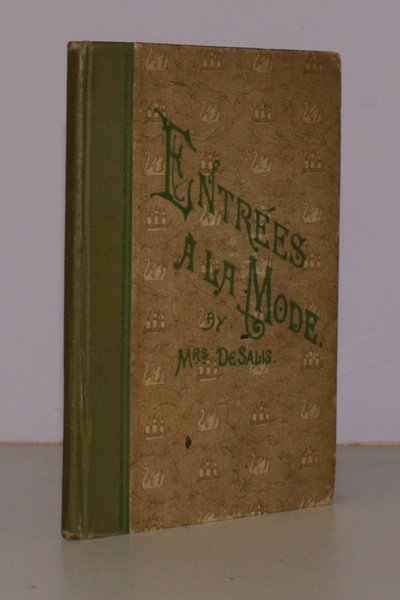 ENTRÉES
A LA MODE.
BY
MRS. DE SALIS.